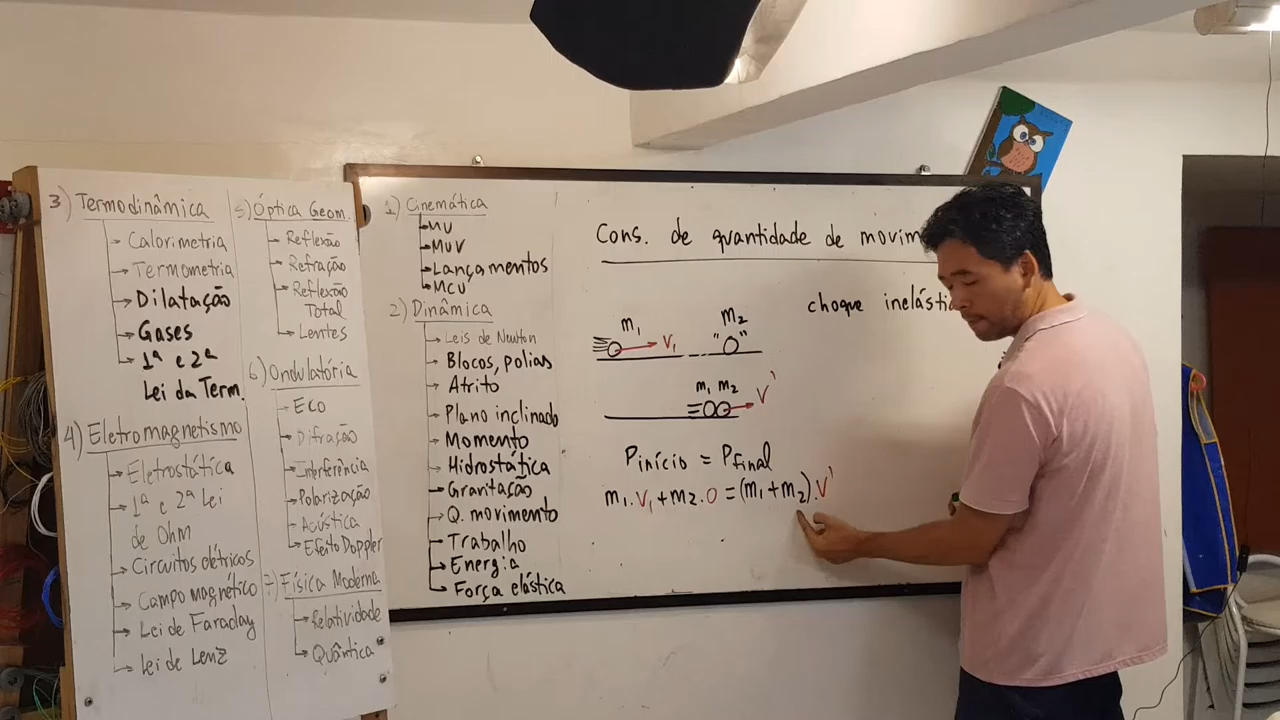 3) Termodinâmica
Calorimetria
Termometria
Dilatação
Gases
1ª e 2ª
Lei da Term.
4) Eletromagnetismo
Eletrostática
1ª e 2ª Lei
de Ohm
Circuitos elétricos
Campo magnético
Lei de Faraday
Lei de Lenz
5) Óptica Geom.
Reflexão
Refração
Reflexão
Total
Lentes
6) Ondulatória
Eco
Difração
Interferência
Polarização
Acústica
Efeito Doppler
7) Física Moderna
Relatividade
Quântica
1) Cinemática
MU
MUV
Lançamentos
MCU
2) Dinâmica
Leis de Newton
Blocos, polias
Atrito
Plano inclinado
Momento
Hidrostática
Gravitação
Q. movimento
Trabalho
Energia
Força elástica
Cons. de quantidade de movim
choque inelásti
m₁ m₂
v₁ " "
m₁ m₂ v'
Pinício = Pfinal
m₁.v₁ + m₂.0 = (m₁ + m₂).v'